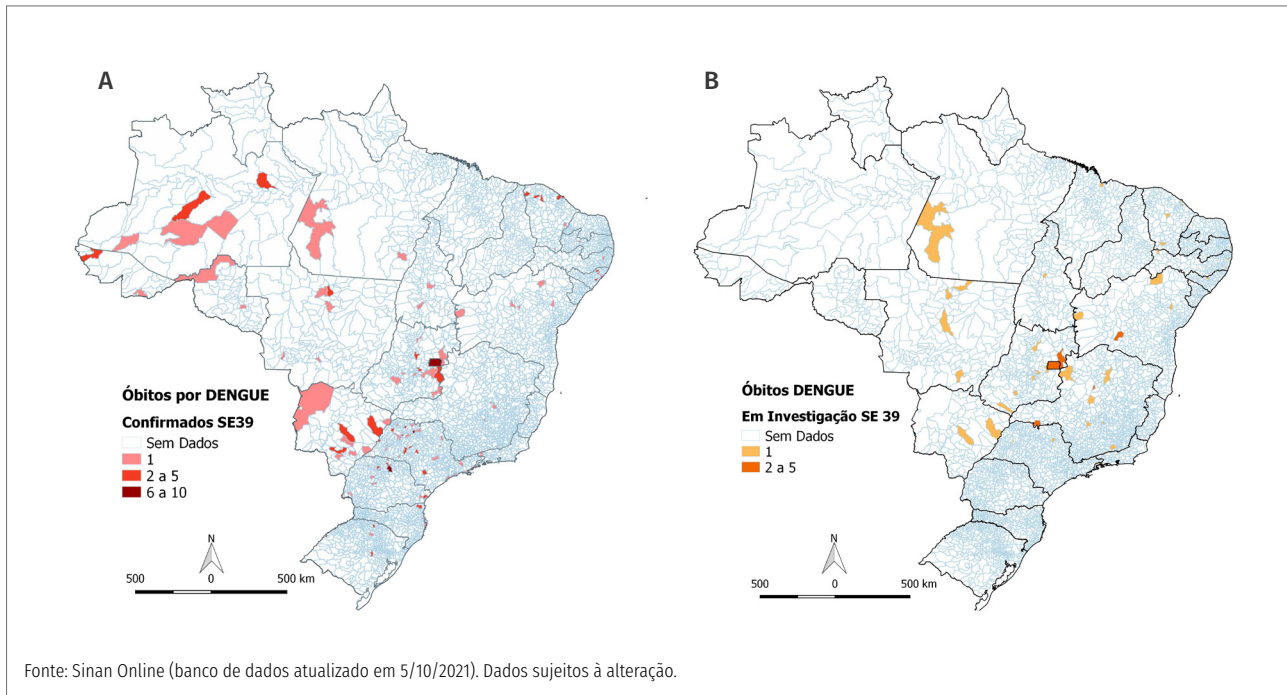 A
Óbitos por DENGUE
Confirmados SE39
Sem Dados
1
2 a 5
6 a 10
N
500 0 500 km
B
Óbitos DENGUE
Em Investigação SE 39
Sem Dados
1
2 a 5
N
500 0 500 km
Fonte: Sinan Online (banco de dados atualizado em 5/10/2021). Dados sujeitos à alteração.